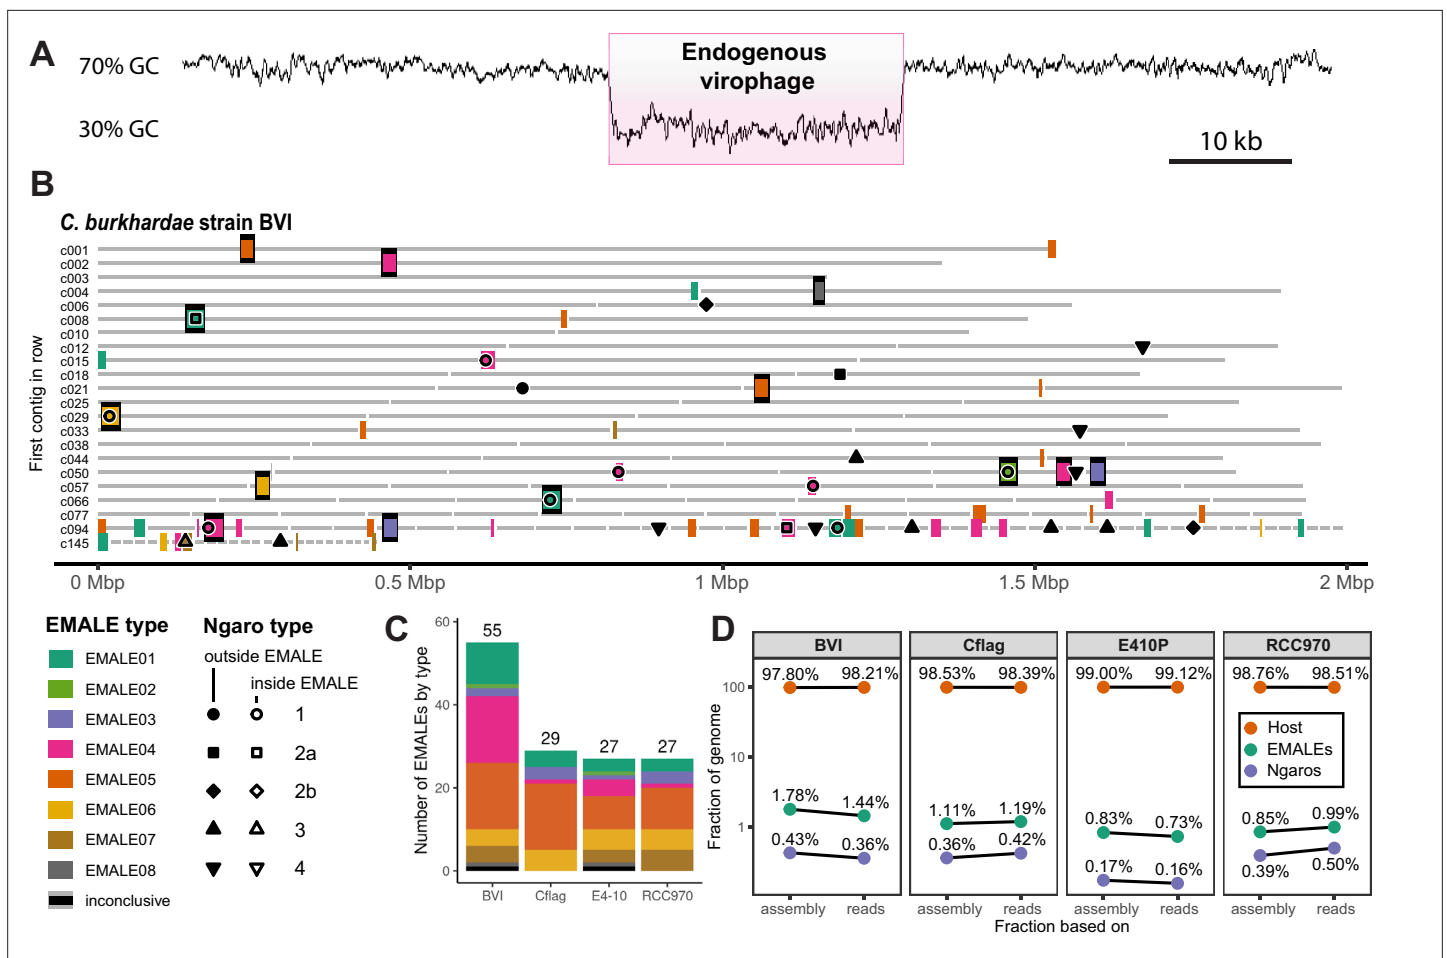 A
70% GC
30% GC
Endogenous
virophage
10 kb
B
C. burkhardae strain BVI
First contig in row
c001
c002
c003
c004
c006
c008
c010
c012
c015
c018
c021
c025
c029
c033
c038
c044
c050
c057
c066
c077
c094
c145
0 Mbp
0.5 Mbp
1 Mbp
1.5 Mbp
2 Mbp
EMALE type
EMALE01
EMALE02
EMALE03
EMALE04
EMALE05
EMALE06
EMALE07
EMALE08
inconclusive
Ngaro type
outside EMALE
inside EMALE
1
2a
2b
3
4
C
Number of EMALEs by type
60
40
20
0
55
29
27
27
BVI
Cflag
E4-10
RCC970
D
Fraction of genome
100
10
1
BVI
97.80%
98.21%
1.78%
1.44%
0.43%
0.36%
assembly
reads
Cflag
98.53%
98.39%
1.11%
1.19%
0.36%
0.42%
assembly
reads
E410P
99.00%
99.12%
0.83%
0.73%
0.17%
0.16%
assembly
reads
RCC970
98.76%
98.51%
Host
EMALEs
Ngaros
0.85%
0.99%
0.39%
0.50%
assembly
reads
Fraction based on